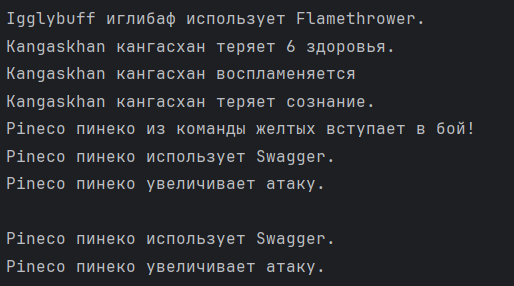 Igglybuff иглибаф использует Flamethrower.
Kangaskhan кангасхан теряет 6 здоровья.
Kangaskhan кангасхан воспламеняется
Kangaskhan кангасхан теряет сознание.
Pineco пинеко из команды желтых вступает в бой!
Pineco пинеко использует Swagger.
Pineco пинеко увеличивает атаку.
Pineco пинеко использует Swagger.
Pineco пинеко увеличивает атаку.